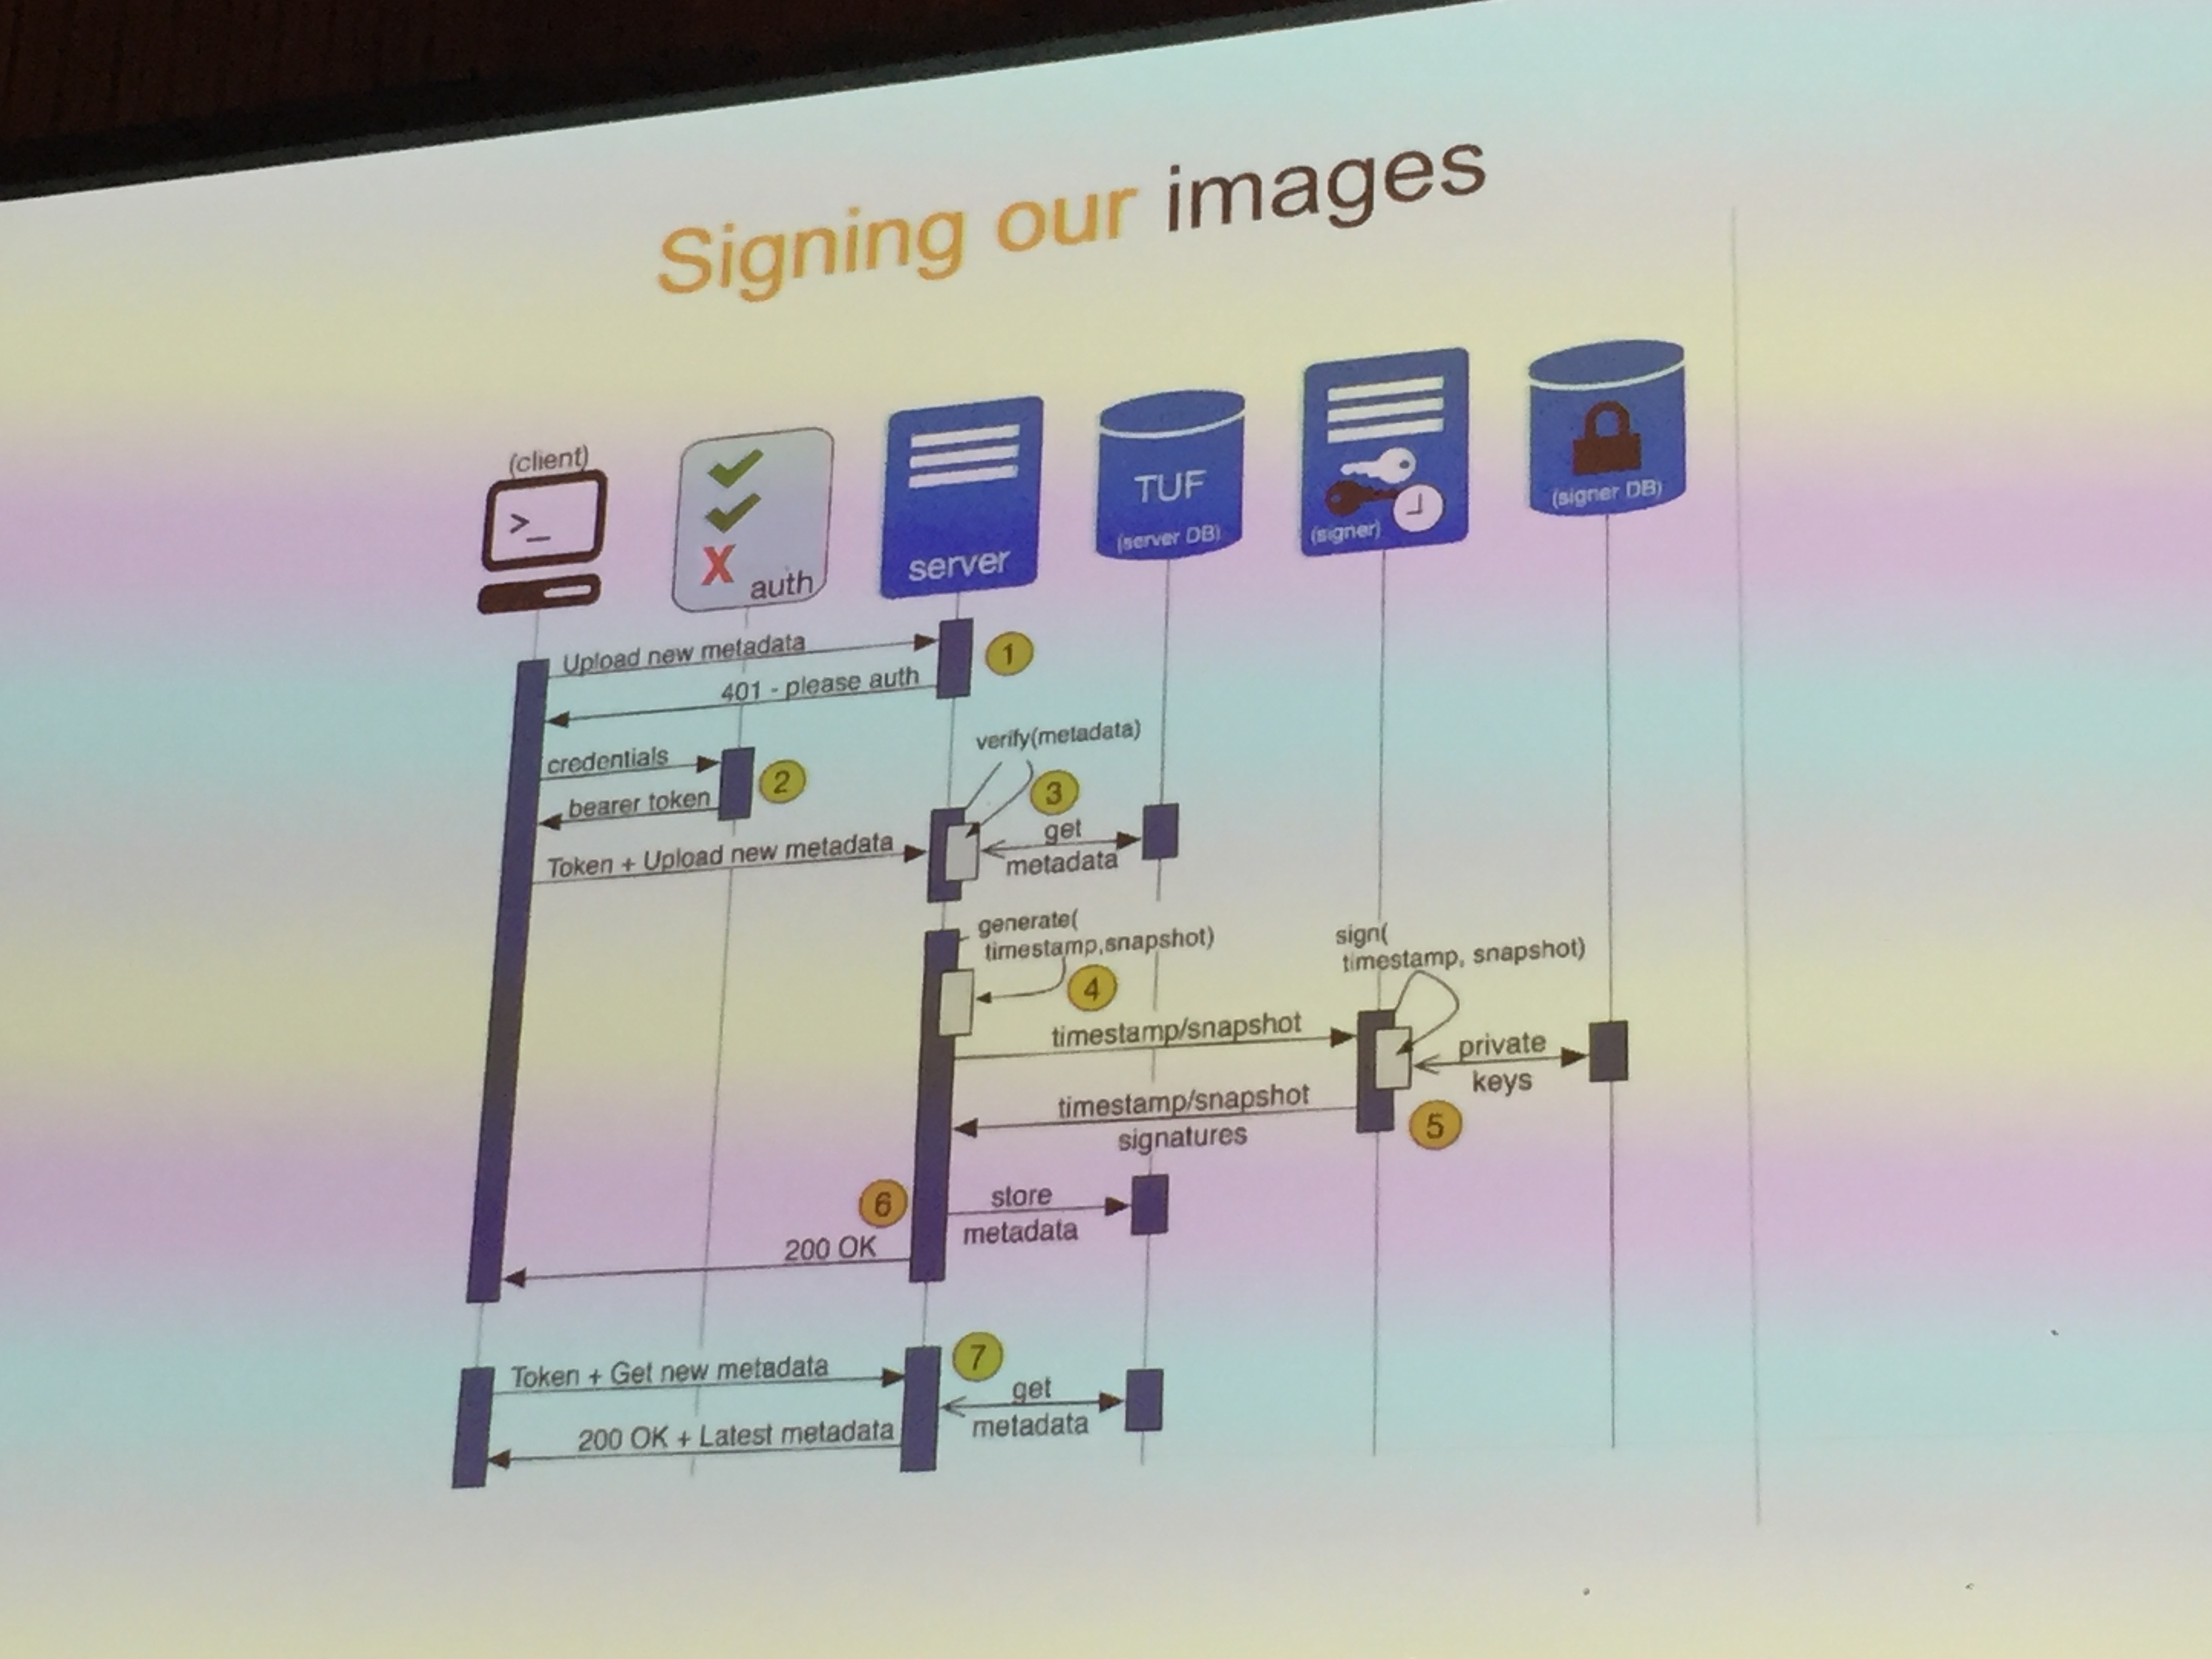 Signing our images
(client)
>_
X
auth
server
TUF
(server DB)
(signer)
(signer DB)
Upload new metadata
1
401 - please auth
credentials
2
bearer token
verify(metadata)
3
Token + Upload new metadata
get
metadata
generate(
timestamp,snapshot)
4
sign(
timestamp, snapshot)
timestamp/snapshot
private
keys
timestamp/snapshot
signatures
5
6
store
metadata
200 OK
7
Token + Get new metadata
get
metadata
200 OK + Latest metadata